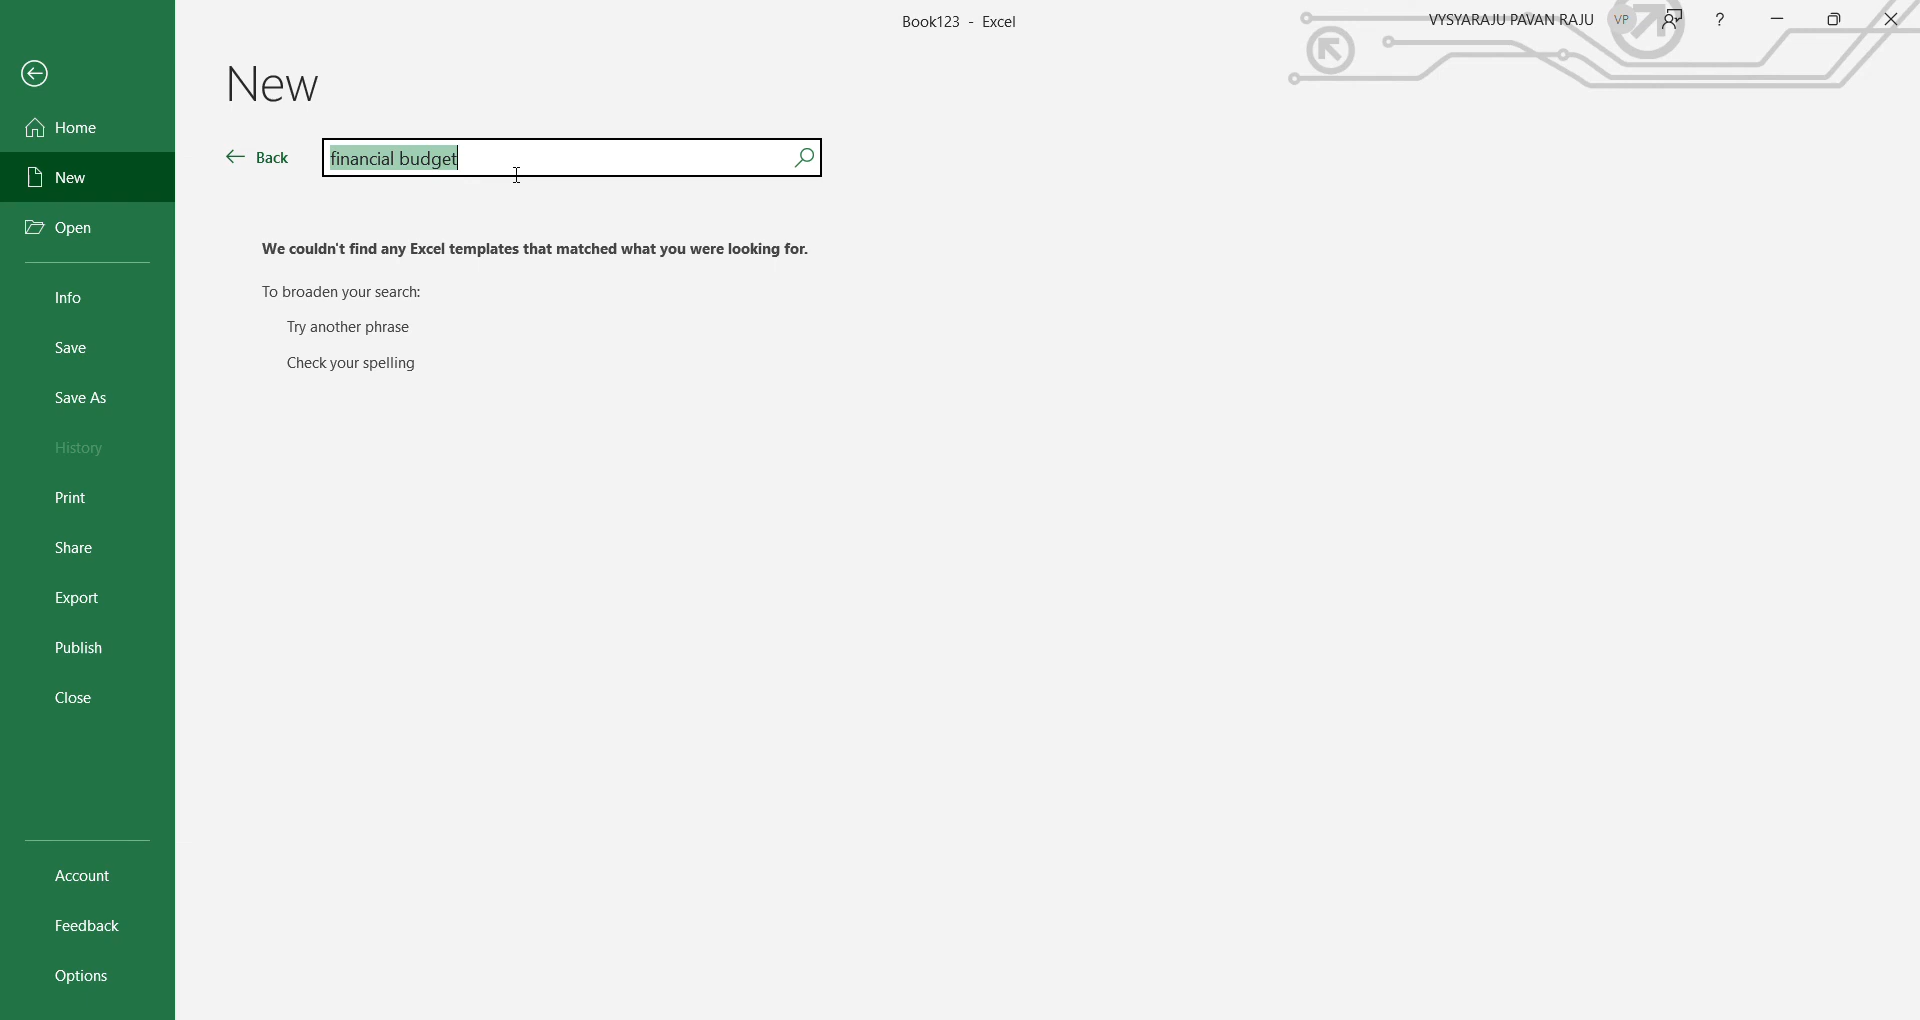 Book123 - Excel
VYSYARAJU PAVAN RAJU VP ?
New
Home
Back
financial budget
New
Open
We couldn't find any Excel templates that matched what you were looking for.
To broaden your search:
Info
Try another phrase
Save
Check your spelling
Save As
History
Print
Share
Export
Publish
Close
Account
Feedback
Options